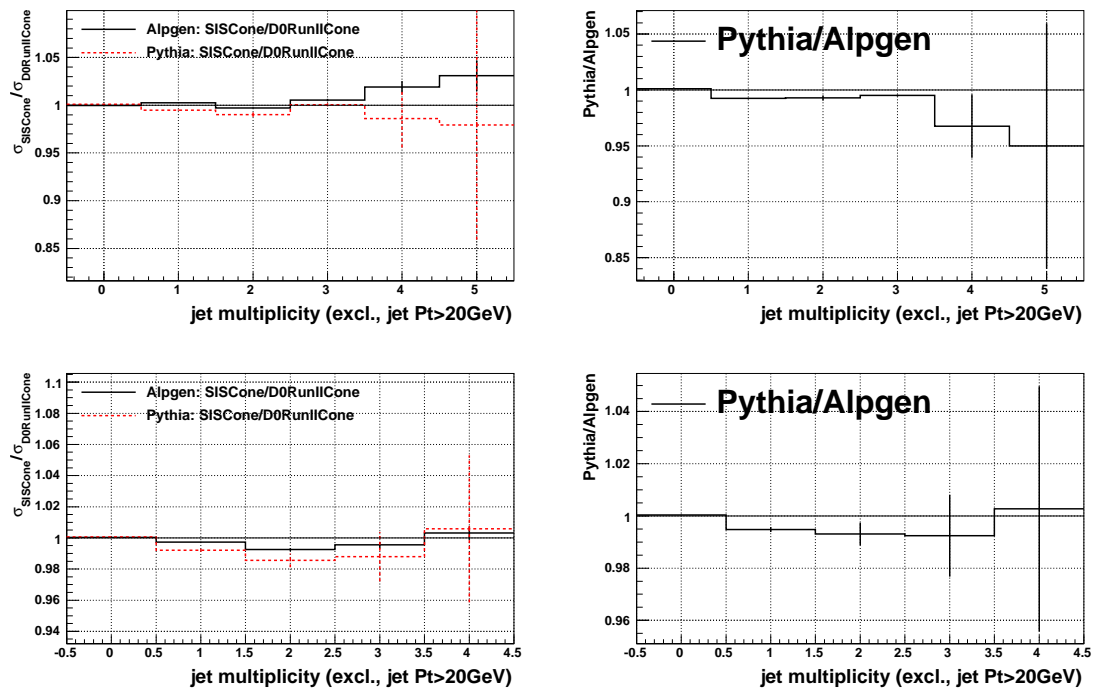 σSISCone/σD0RunIICone
Alpgen: SISCone/D0RunIICone
Pythia: SISCone/D0RunIICone
1.05
1
0.95
0.9
0.85
0 1 2 3 4 5
jet multiplicity (excl., jet Pt>20GeV)
Pythia/Alpgen
Pythia/Alpgen
1.05
1
0.95
0.9
0.85
0 1 2 3 4 5
jet multiplicity (excl., jet Pt>20GeV)
σSISCone/σD0RunIICone
Alpgen: SISCone/D0RunIICone
Pythia: SISCone/D0RunIICone
1.1
1.08
1.06
1.04
1.02
1
0.98
0.96
0.94
-0.5 0 0.5 1 1.5 2 2.5 3 3.5 4 4.5
jet multiplicity (excl., jet Pt>20GeV)
Pythia/Alpgen
Pythia/Alpgen
1.04
1.02
1
0.98
0.96
-0.5 0 0.5 1 1.5 2 2.5 3 3.5 4 4.5
jet multiplicity (excl., jet Pt>20GeV)